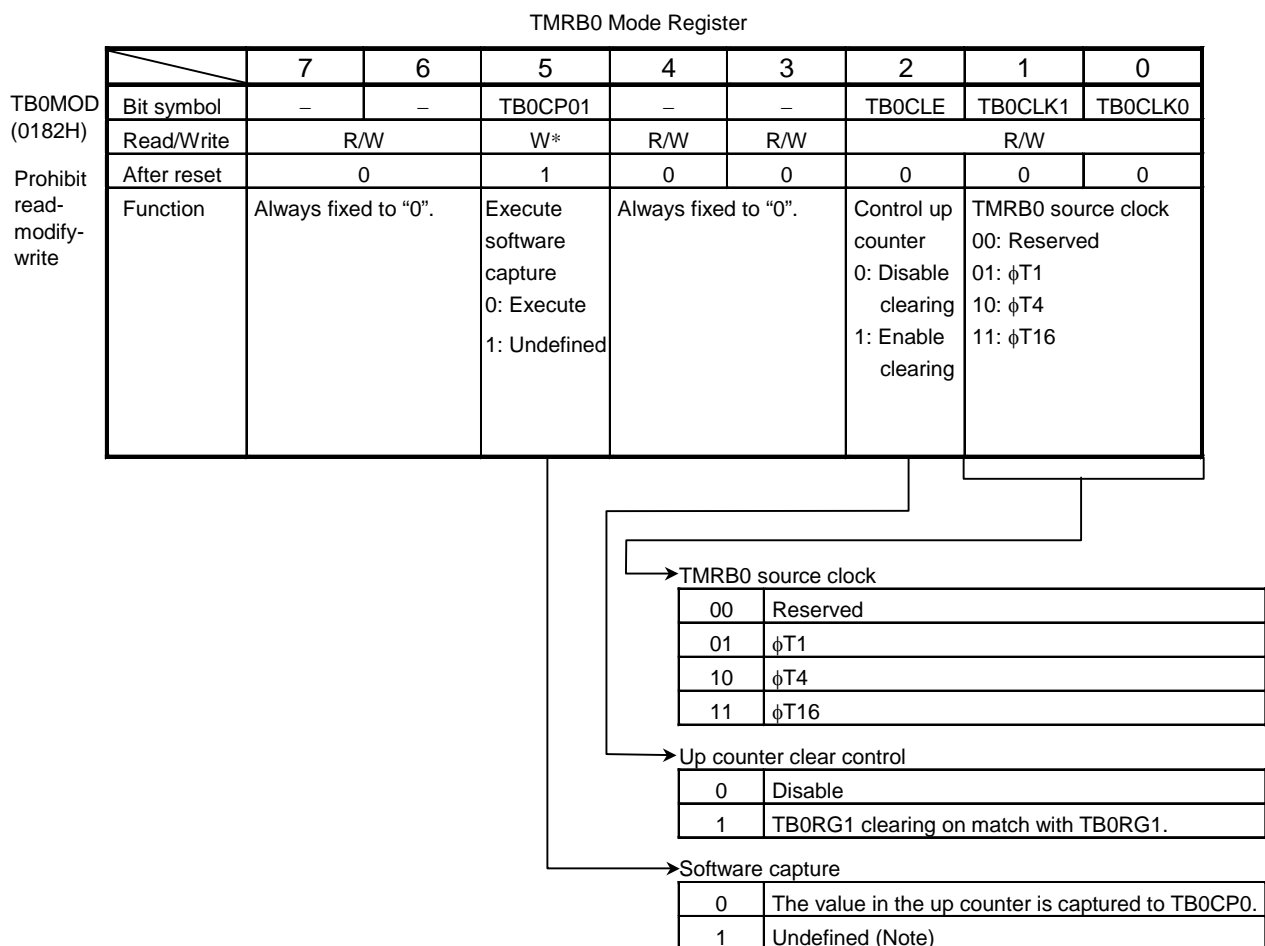 TMRB0 Mode Register
7 6 5 4 3 2 1 0
TB0MOD
(0182H)
Prohibit
read-
modify-
write
Bit symbol − − TB0CP01 − − TB0CLE TB0CLK1 TB0CLK0
Read/Write R/W W* R/W R/W R/W
After reset 0 1 0 0 0 0 0
Function
Always fixed to “0”.
Execute
software
capture
0: Execute
1: Undefined
Always fixed to “0”.
Control up
counter
0: Disable
clearing
1: Enable
clearing
TMRB0 source clock
00: Reserved
01: ϕT1
10: ϕT4
11: ϕT16
TMRB0 source clock
00 Reserved
01 ϕT1
10 ϕT4
11 ϕT16
Up counter clear control
0 Disable
1 TB0RG1 clearing on match with TB0RG1.
Software capture
0 The value in the up counter is captured to TB0CP0.
1 Undefined (Note)